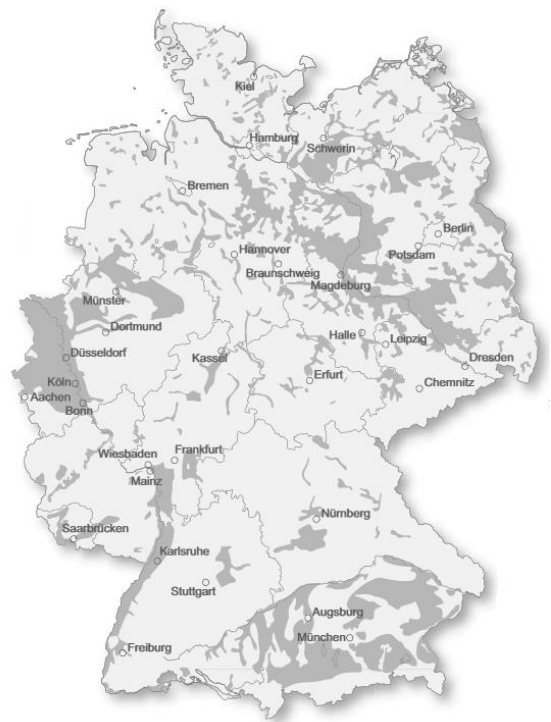 Kiel
Hamburg
Schwerin
Bremen
Berlin
Hannover
Potsdam
Braunschweig
Magdeburg
Münster
Dortmund
Halle
Leipzig
Düsseldorf
Kassel
Dresden
Köln
Erfurt
Chemnitz
Aachen
Bonn
Wiesbaden
Frankfurt
Mainz
Nürnberg
Saarbrücken
Karlsruhe
Stuttgart
Augsburg
München
Freiburg